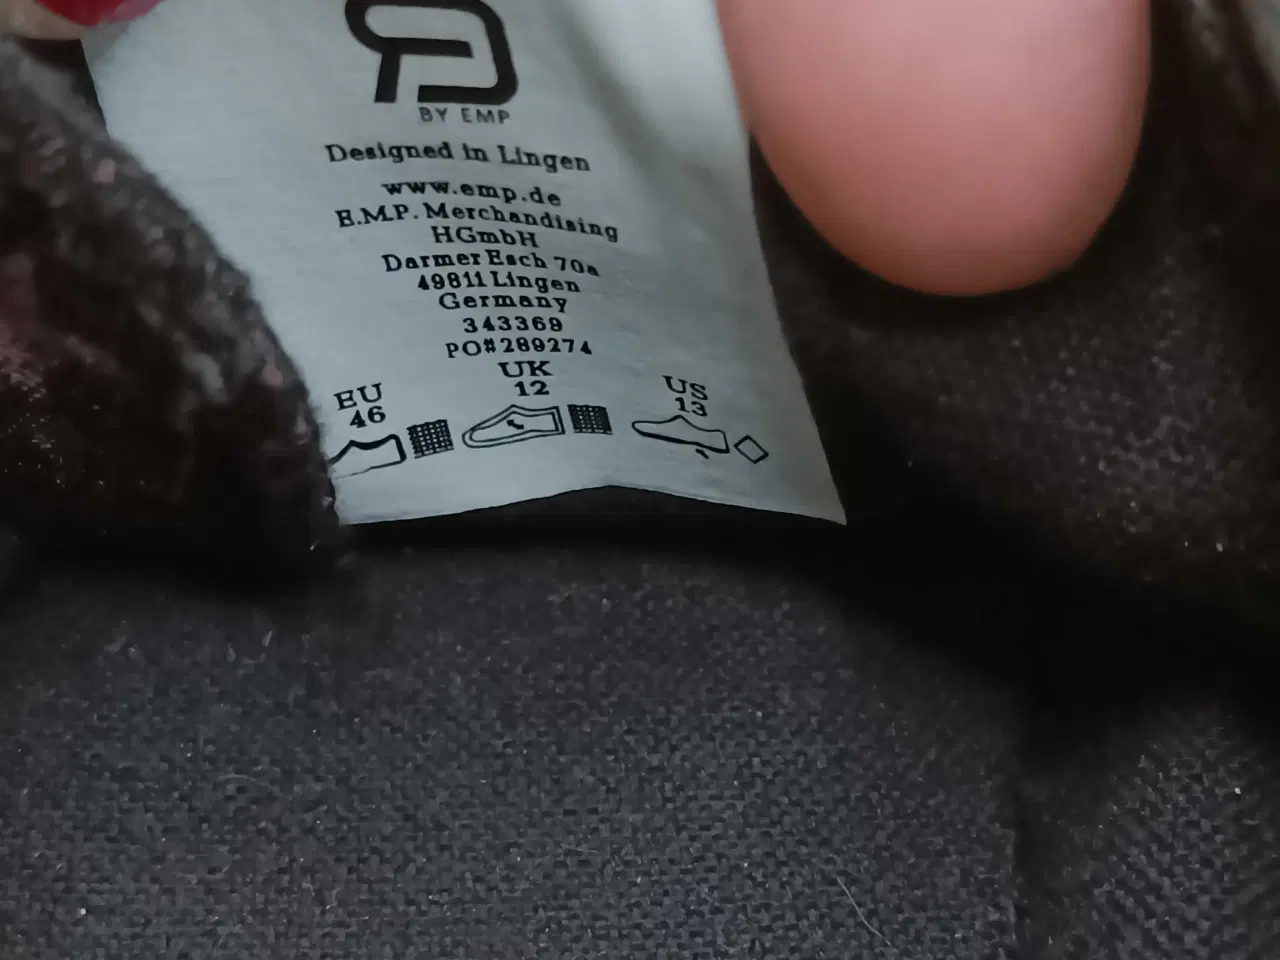 BY EMP
Designed in Lingen
www.emp.de
E.M.P. Merchandising
HGmbH
Darmer Esch 70a
49811 Lingen
Germany
343369
PO#289274
EU UK US
46 12 13